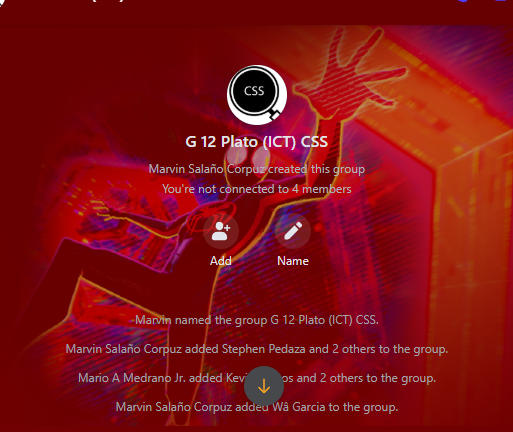 CSS
G 12 Plato (ICT) CSS
Marvin Salaño Corpuz created this group
You're not connected to 4 members
Add
Name
Marvin named the group G 12 Plato (ICT) CSS.
Marvin Salaño Corpuz added Stephen Pedaza and 2 others to the group.
Mario A Medrano Jr. added and 2 others to the group.
Marvin Salaño Corpuz added Wâ Garcia to the group.